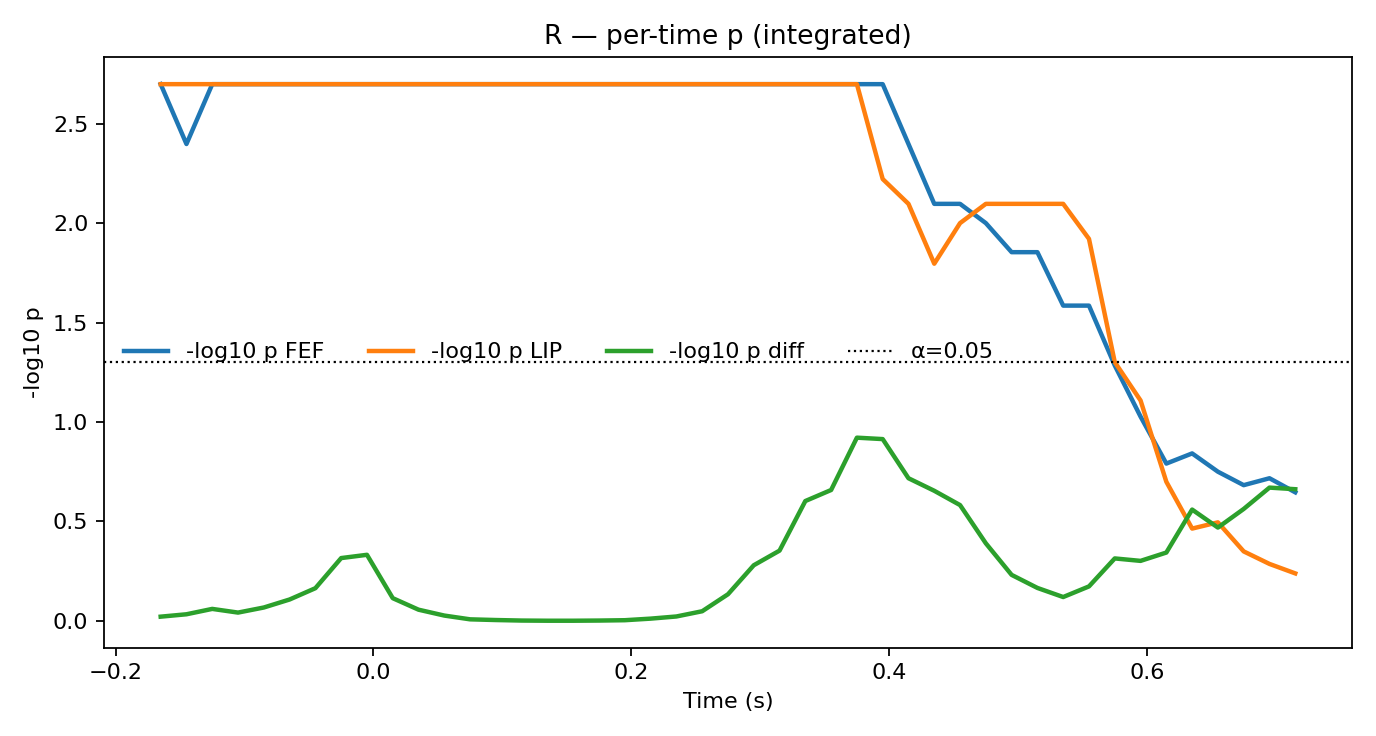 R — per-time p (integrated)
-log10 p
2.5
2.0
1.5
1.0
0.5
0.0
-log10 p FEF -log10 p LIP -log10 p diff α=0.05
−0.2 0.0 0.2 0.4 0.6
Time (s)